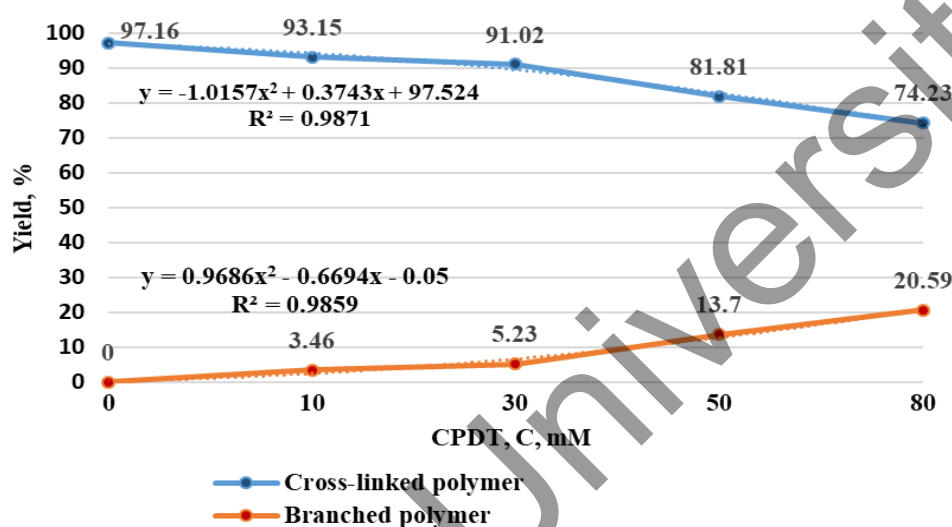 100
90
80
70
60
50
40
30
20
10
0
Yield, %
97.16
93.15
91.02
81.81
74.23
y = -1.0157x² + 0.3743x + 97.524
R² = 0.9871
y = 0.9686x² - 0.6694x - 0.05
R² = 0.9859
0
3.46
5.23
13.7
20.59
0 10 30 50 80
CPDT, C, mM
Cross-linked polymer
Branched polymer
Universit